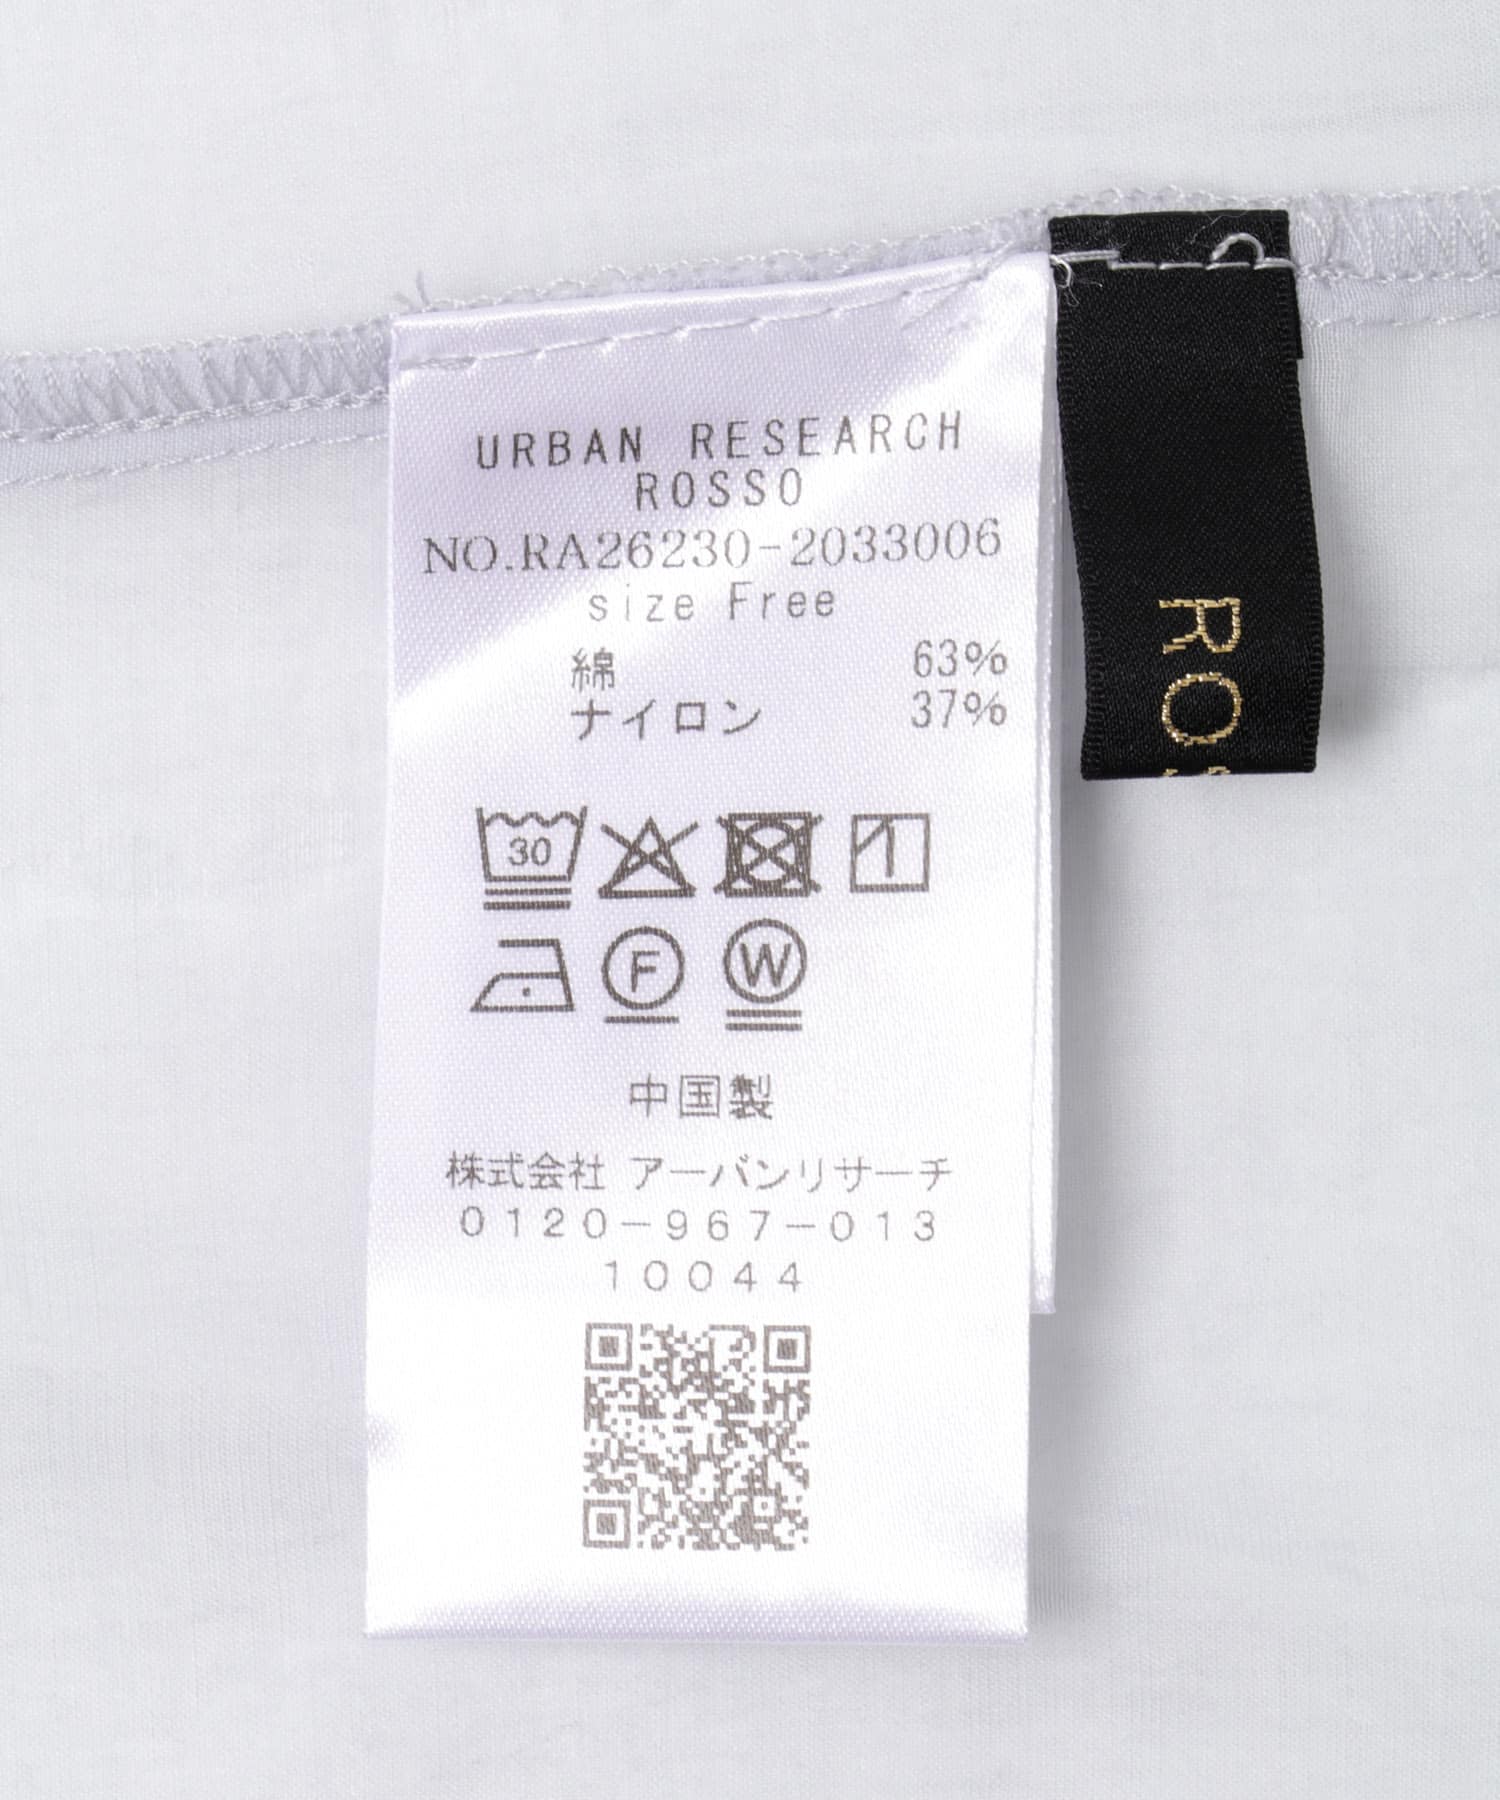 URBAN RESEARCH
ROSSO
NO.RA26230-2033006
size Free
綿 63%
ナイロン 37%
30
F W
中国製
株式会社 アーバンリサーチ
0120-967-013
10044
ROS